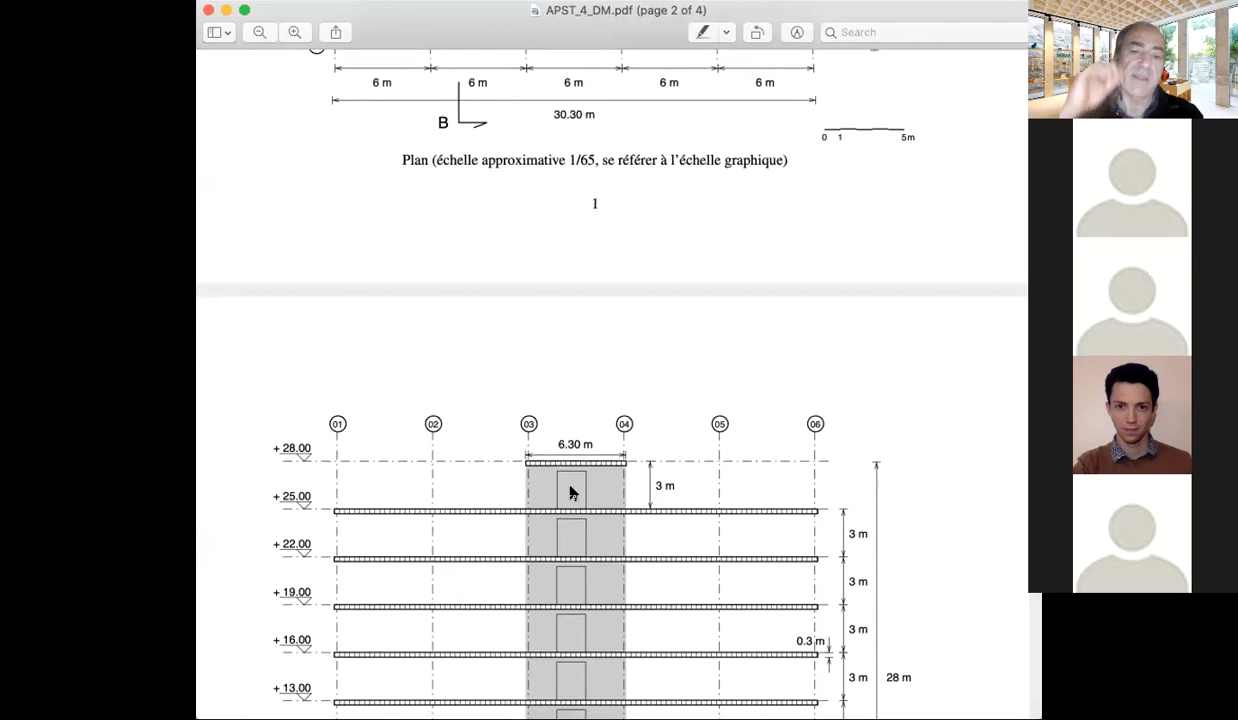 APST_4_DM.pdf (page 2 of 4)
Search
6 m 6 m 6 m 6 m 6 m
30.30 m
B
0 1 5m
Plan (échelle approximative 1/65, se référer à l'échelle graphique)
1
01 02 03 04 05 06
6.30 m
+ 28.00
3 m
+ 25.00
3 m
+ 22.00
3 m
+ 19.00
3 m
+ 16.00
0.3 m
3 m
28 m
+ 13.00